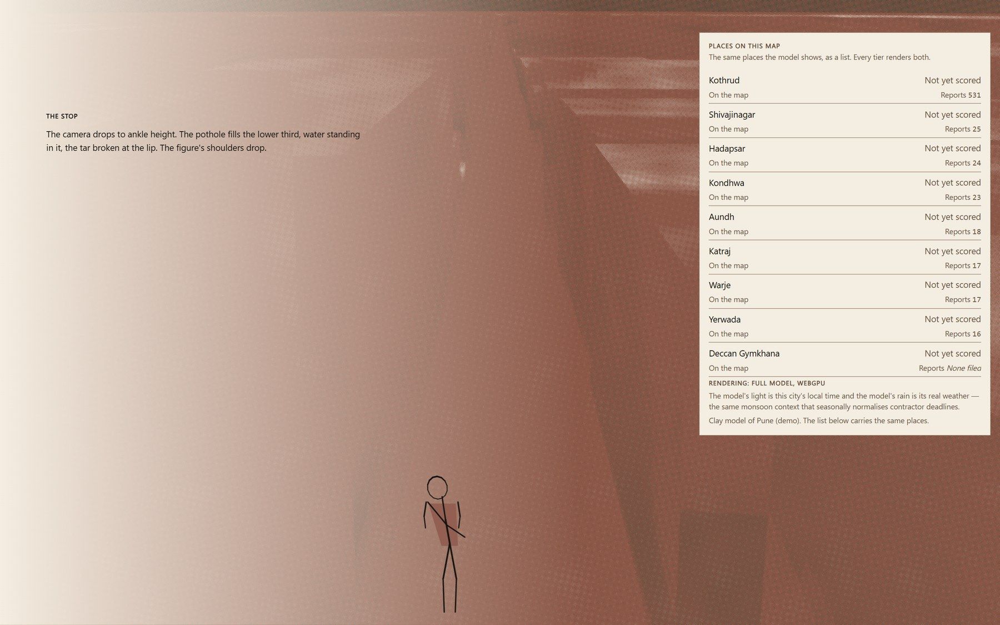 THE STOP
The camera drops to ankle height. The pothole fills the lower third, water standing
in it, the tar broken at the lip. The figure's shoulders drop.
PLACES ON THIS MAP
The same places the model shows, as a list. Every tier renders both.
Kothrud Not yet scored
On the map Reports 531
Shivajinagar Not yet scored
On the map Reports 25
Hadapsar Not yet scored
On the map Reports 24
Kondhwa Not yet scored
On the map Reports 23
Aundh Not yet scored
On the map Reports 18
Katraj Not yet scored
On the map Reports 17
Warje Not yet scored
On the map Reports 17
Yerwada Not yet scored
On the map Reports 16
Deccan Gymkhana Not yet scored
On the map Reports None filed
RENDERING: FULL MODEL, WEBGPU
The model's light is this city's local time and the model's rain is its real weather —
the same monsoon context that seasonally normalises contractor deadlines.
Clay model of Pune (demo). The list below carries the same places.